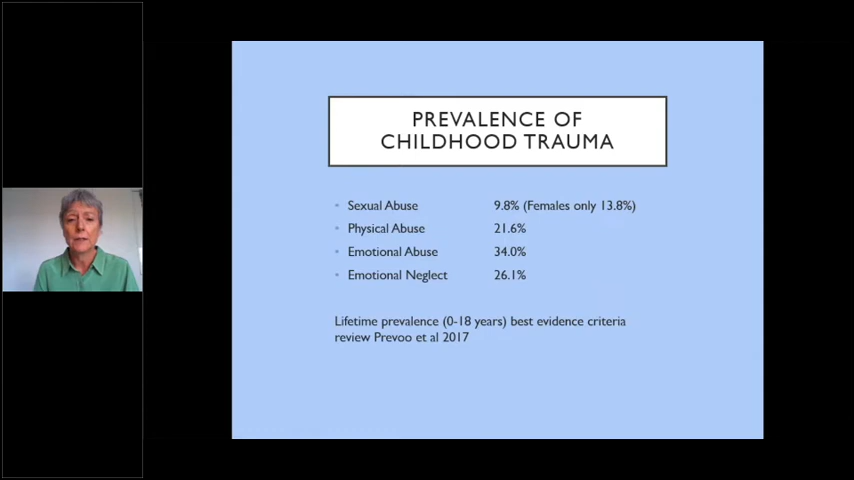 PREVALENCE OF
CHILDHOOD TRAUMA
Sexual Abuse 9.8% (Females only 13.8%)
Physical Abuse 21.6%
Emotional Abuse 34.0%
Emotional Neglect 26.1%
Lifetime prevalence (0-18 years) best evidence criteria
review Prevoo et al 2017